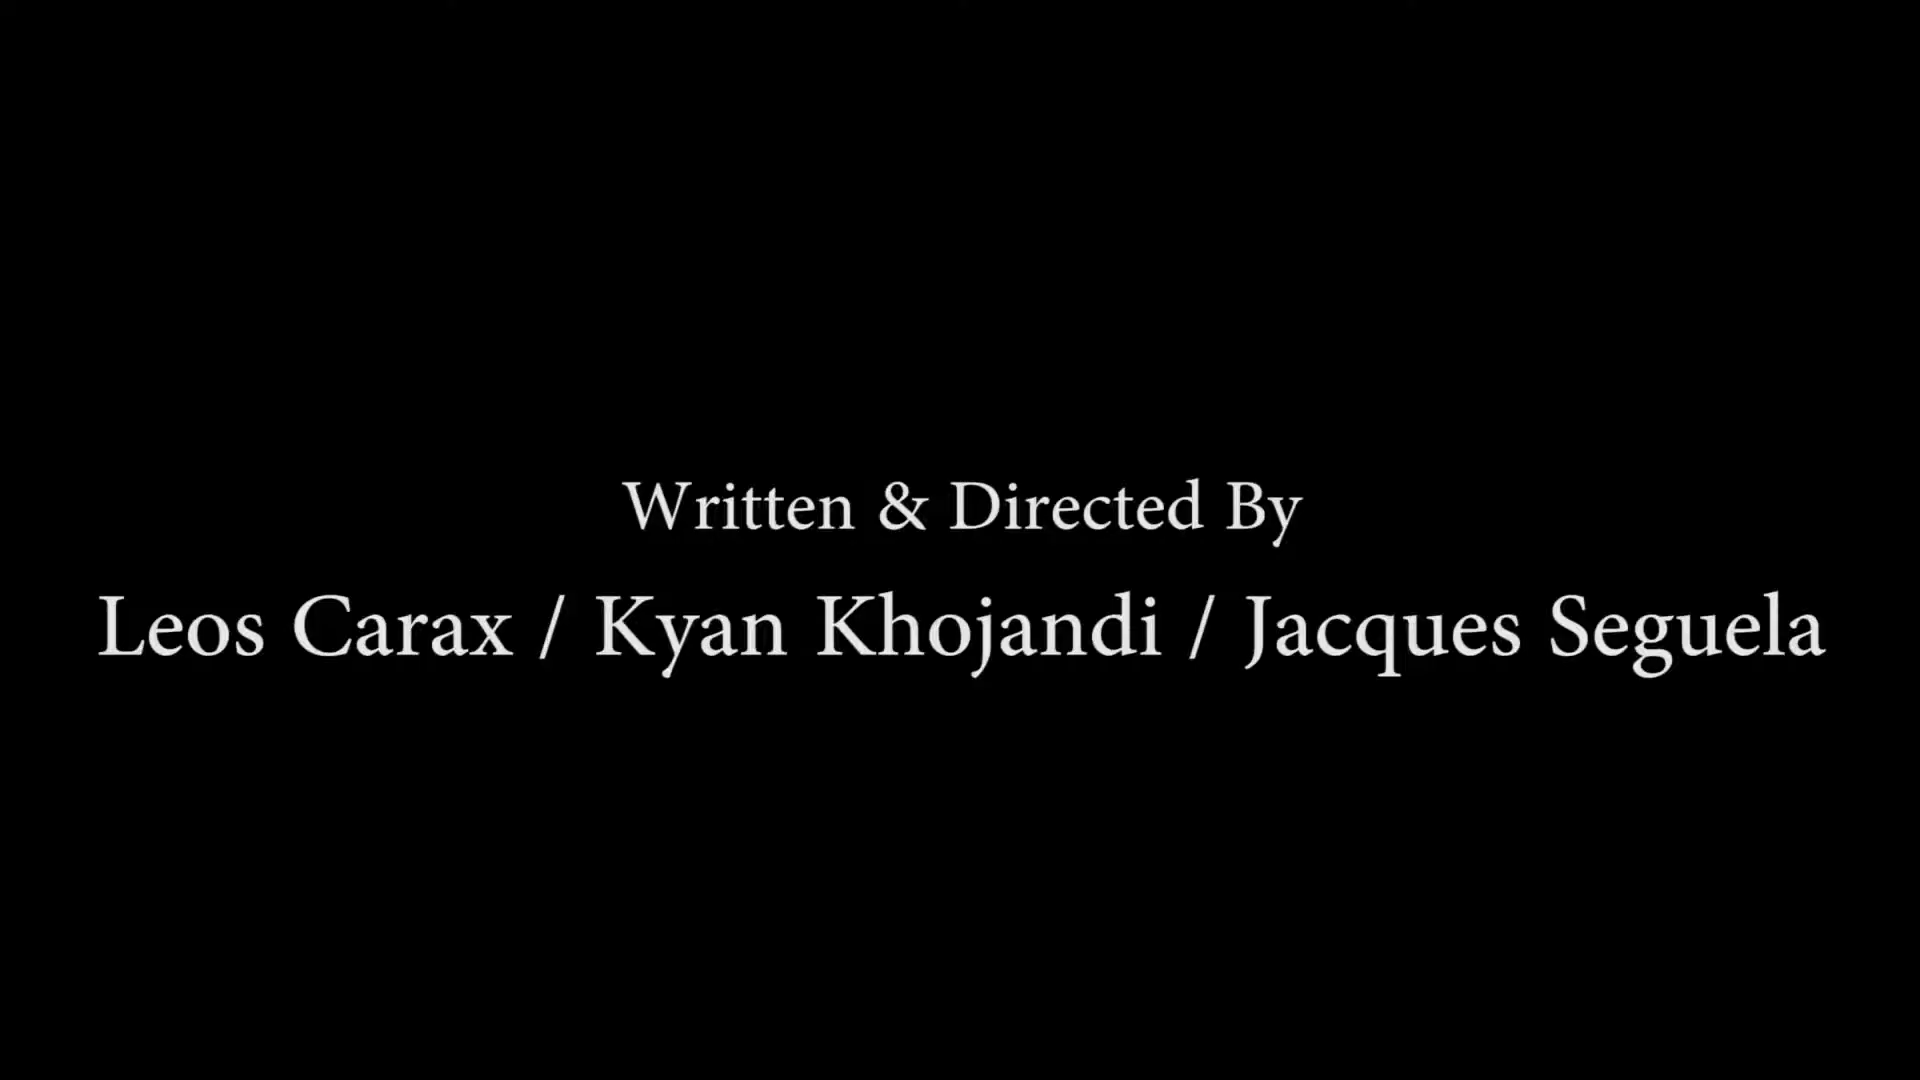 Written & Directed By
Leos Carax / Kyan Khojandi / Jacques Seguela